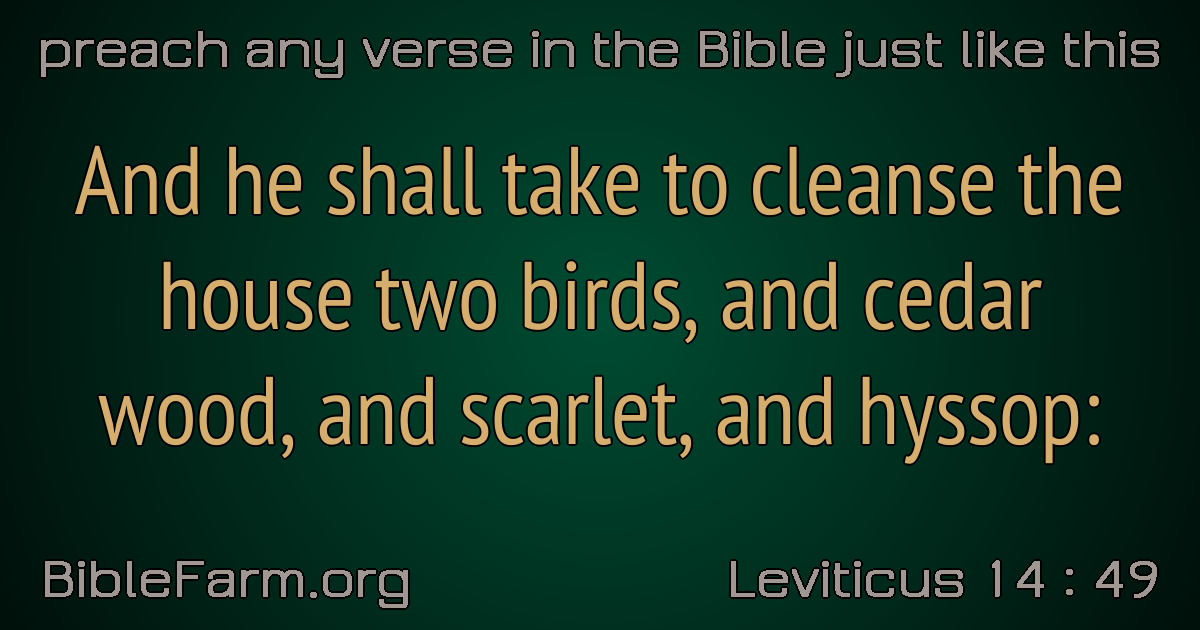 preach any verse in the Bible just like this
And he shall take to cleanse the
house two birds, and cedar
wood, and scarlet, and hyssop:
BibleFarm.org
Leviticus 14 : 49